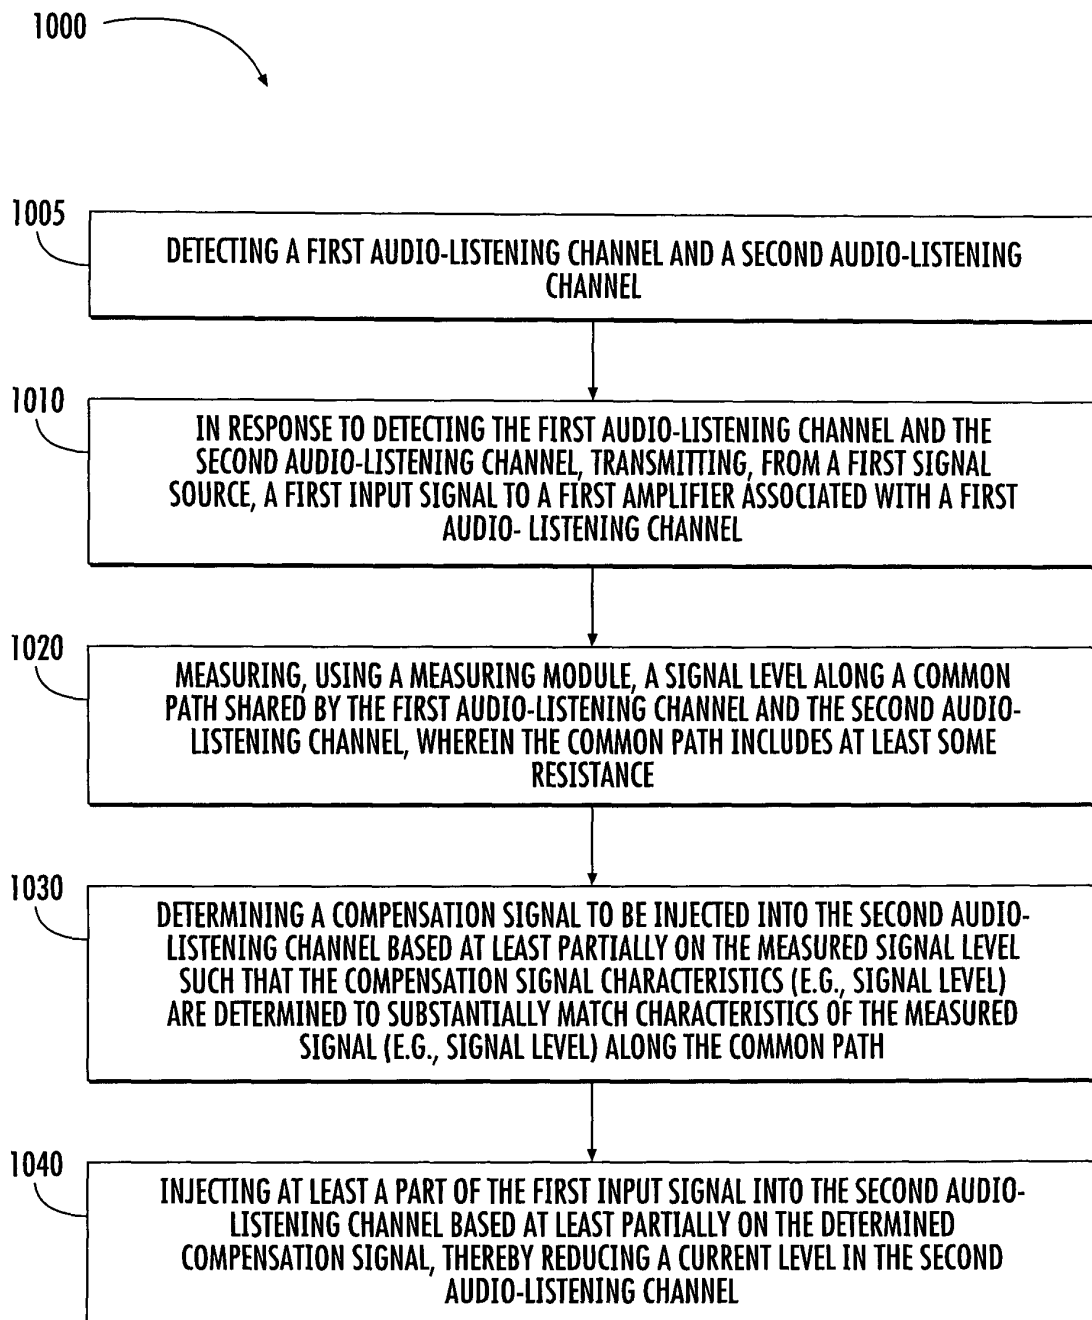 1000
1005
DETECTING A FIRST AUDIO-LISTENING CHANNEL AND A SECOND AUDIO-LISTENING
CHANNEL
1010
IN RESPONSE TO DETECTING THE FIRST AUDIO-LISTENING CHANNEL AND THE
SECOND AUDIO-LISTENING CHANNEL, TRANSMITTING, FROM A FIRST SIGNAL
SOURCE, A FIRST INPUT SIGNAL TO A FIRST AMPLIFIER ASSOCIATED WITH A FIRST
AUDIO- LISTENING CHANNEL
1020
MEASURING, USING A MEASURING MODULE, A SIGNAL LEVEL ALONG A COMMON
PATH SHARED BY THE FIRST AUDIO-LISTENING CHANNEL AND THE SECOND AUDIO-
LISTENING CHANNEL, WHEREIN THE COMMON PATH INCLUDES AT LEAST SOME
RESISTANCE
1030
DETERMINING A COMPENSATION SIGNAL TO BE INJECTED INTO THE SECOND AUDIO-
LISTENING CHANNEL BASED AT LEAST PARTIALLY ON THE MEASURED SIGNAL LEVEL
SUCH THAT THE COMPENSATION SIGNAL CHARACTERISTICS (E.G., SIGNAL LEVEL)
ARE DETERMINED TO SUBSTANTIALLY MATCH CHARACTERISTICS OF THE MEASURED
SIGNAL (E.G., SIGNAL LEVEL) ALONG THE COMMON PATH
1040
INJECTING AT LEAST A PART OF THE FIRST INPUT SIGNAL INTO THE SECOND AUDIO-
LISTENING CHANNEL BASED AT LEAST PARTIALLY ON THE DETERMINED
COMPENSATION SIGNAL, THEREBY REDUCING A CURRENT LEVEL IN THE SECOND
AUDIO-LISTENING CHANNEL